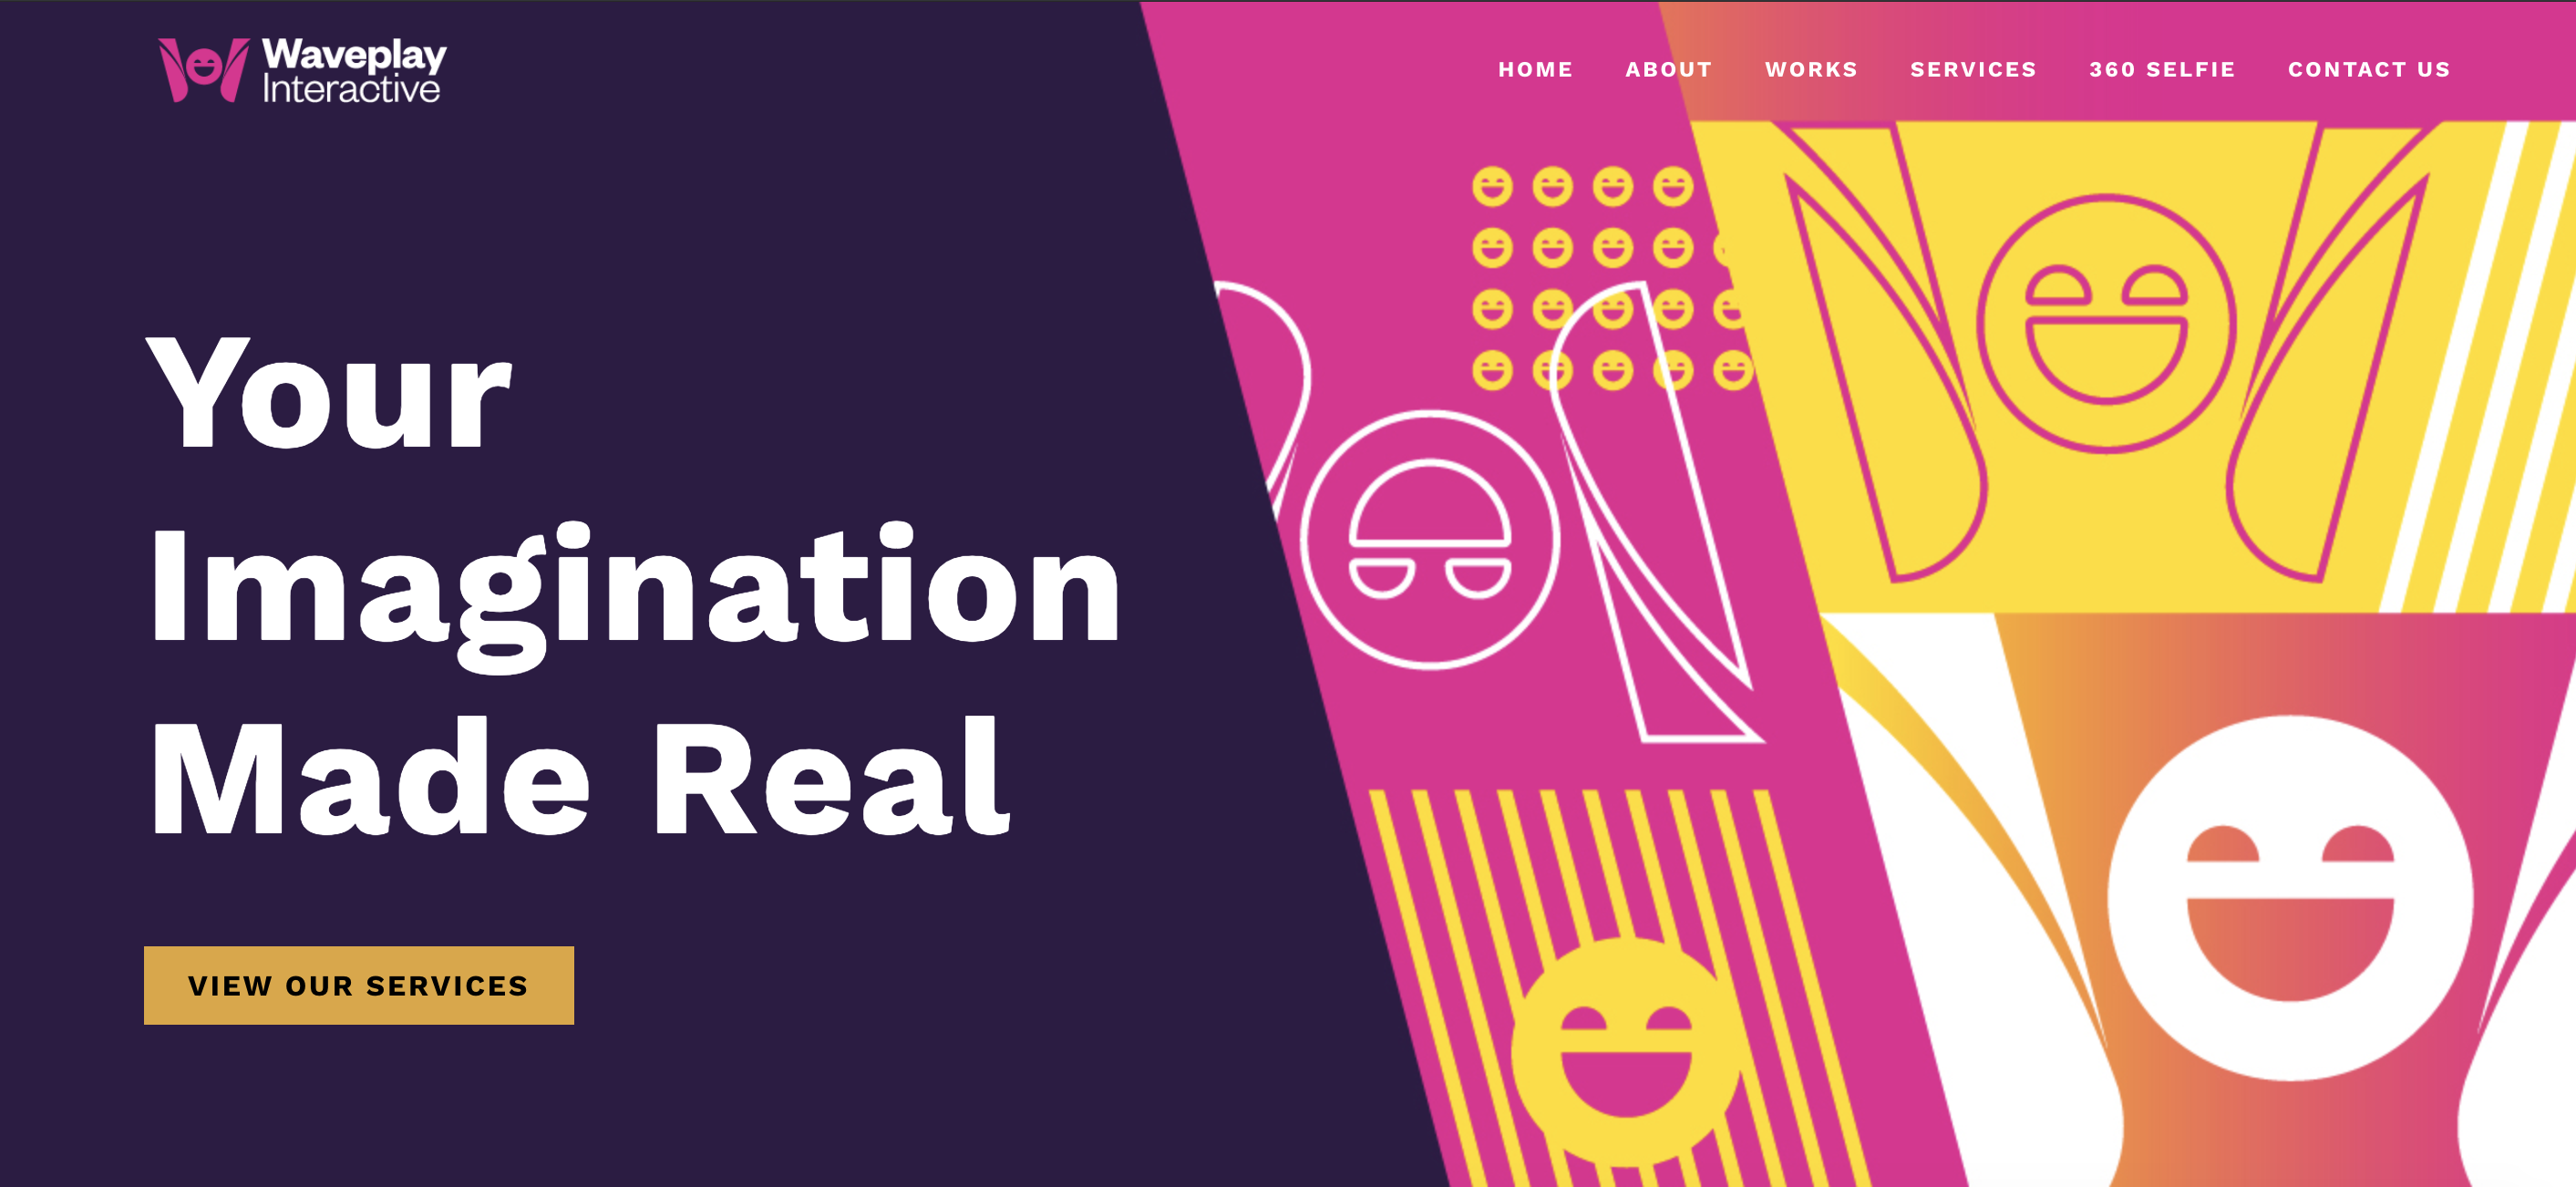 Waveplay
Interactive
HOME ABOUT WORKS SERVICES 360 SELFIE CONTACT US
Your
Imagination
Made Real
VIEW OUR SERVICES